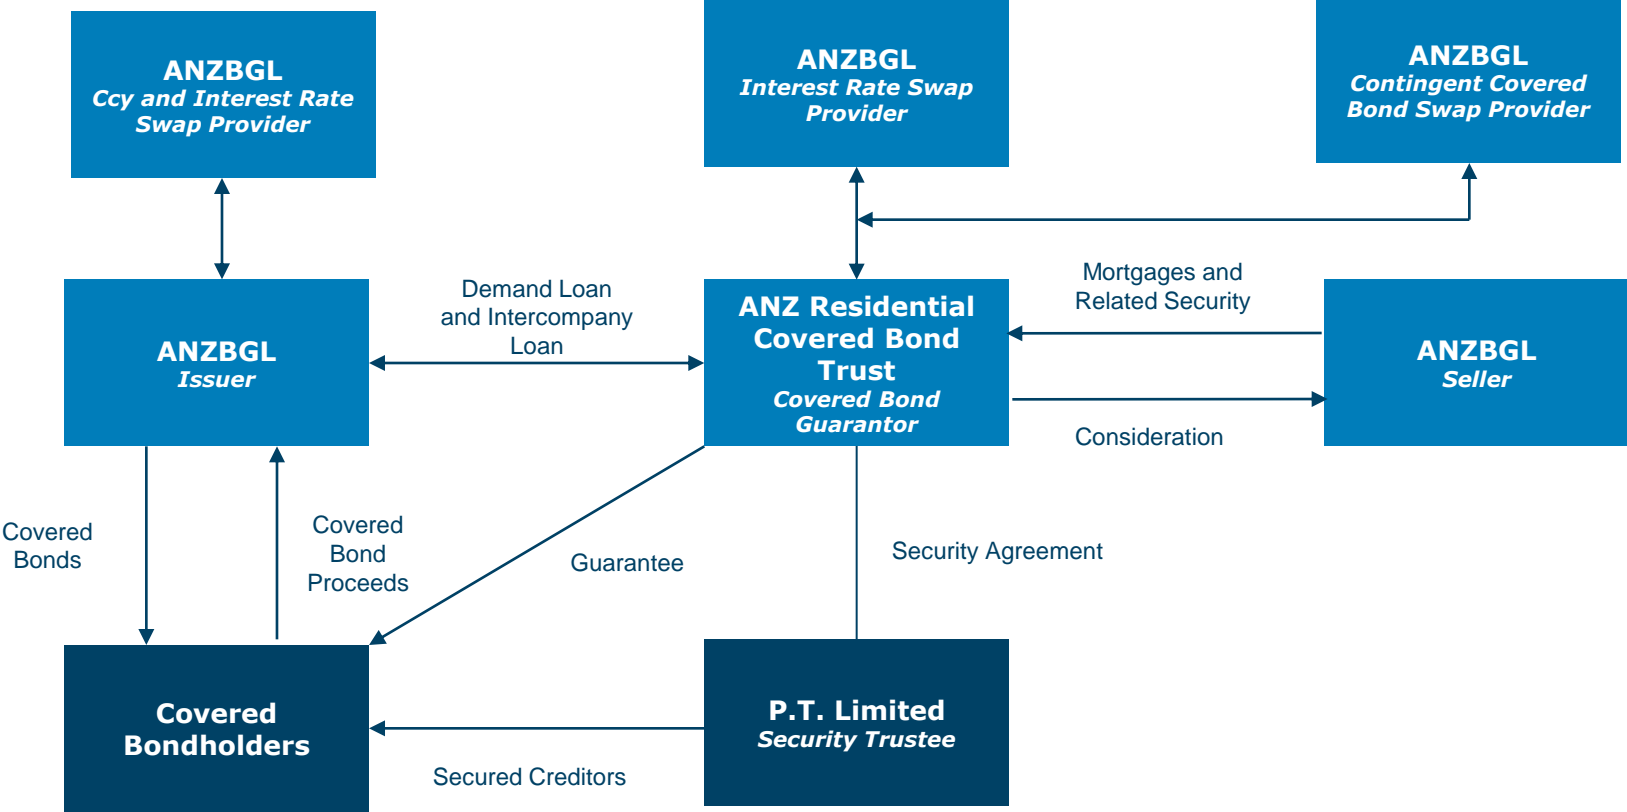 ANZBGL
Ccy and Interest Rate
Swap Provider
ANZBGL
Interest Rate Swap
Provider
ANZBGL
Contingent Covered
Bond Swap Provider
ANZBGL
Issuer
Demand Loan
and Intercompany
Loan
ANZ Residential
Covered Bond
Trust
Covered Bond
Guarantor
Mortgages and
Related Security
Consideration
ANZBGL
Seller
Covered
Bonds
Covered
Bond
Proceeds
Guarantee
Security Agreement
Covered
Bondholders
Secured Creditors
P.T. Limited
Security Trustee